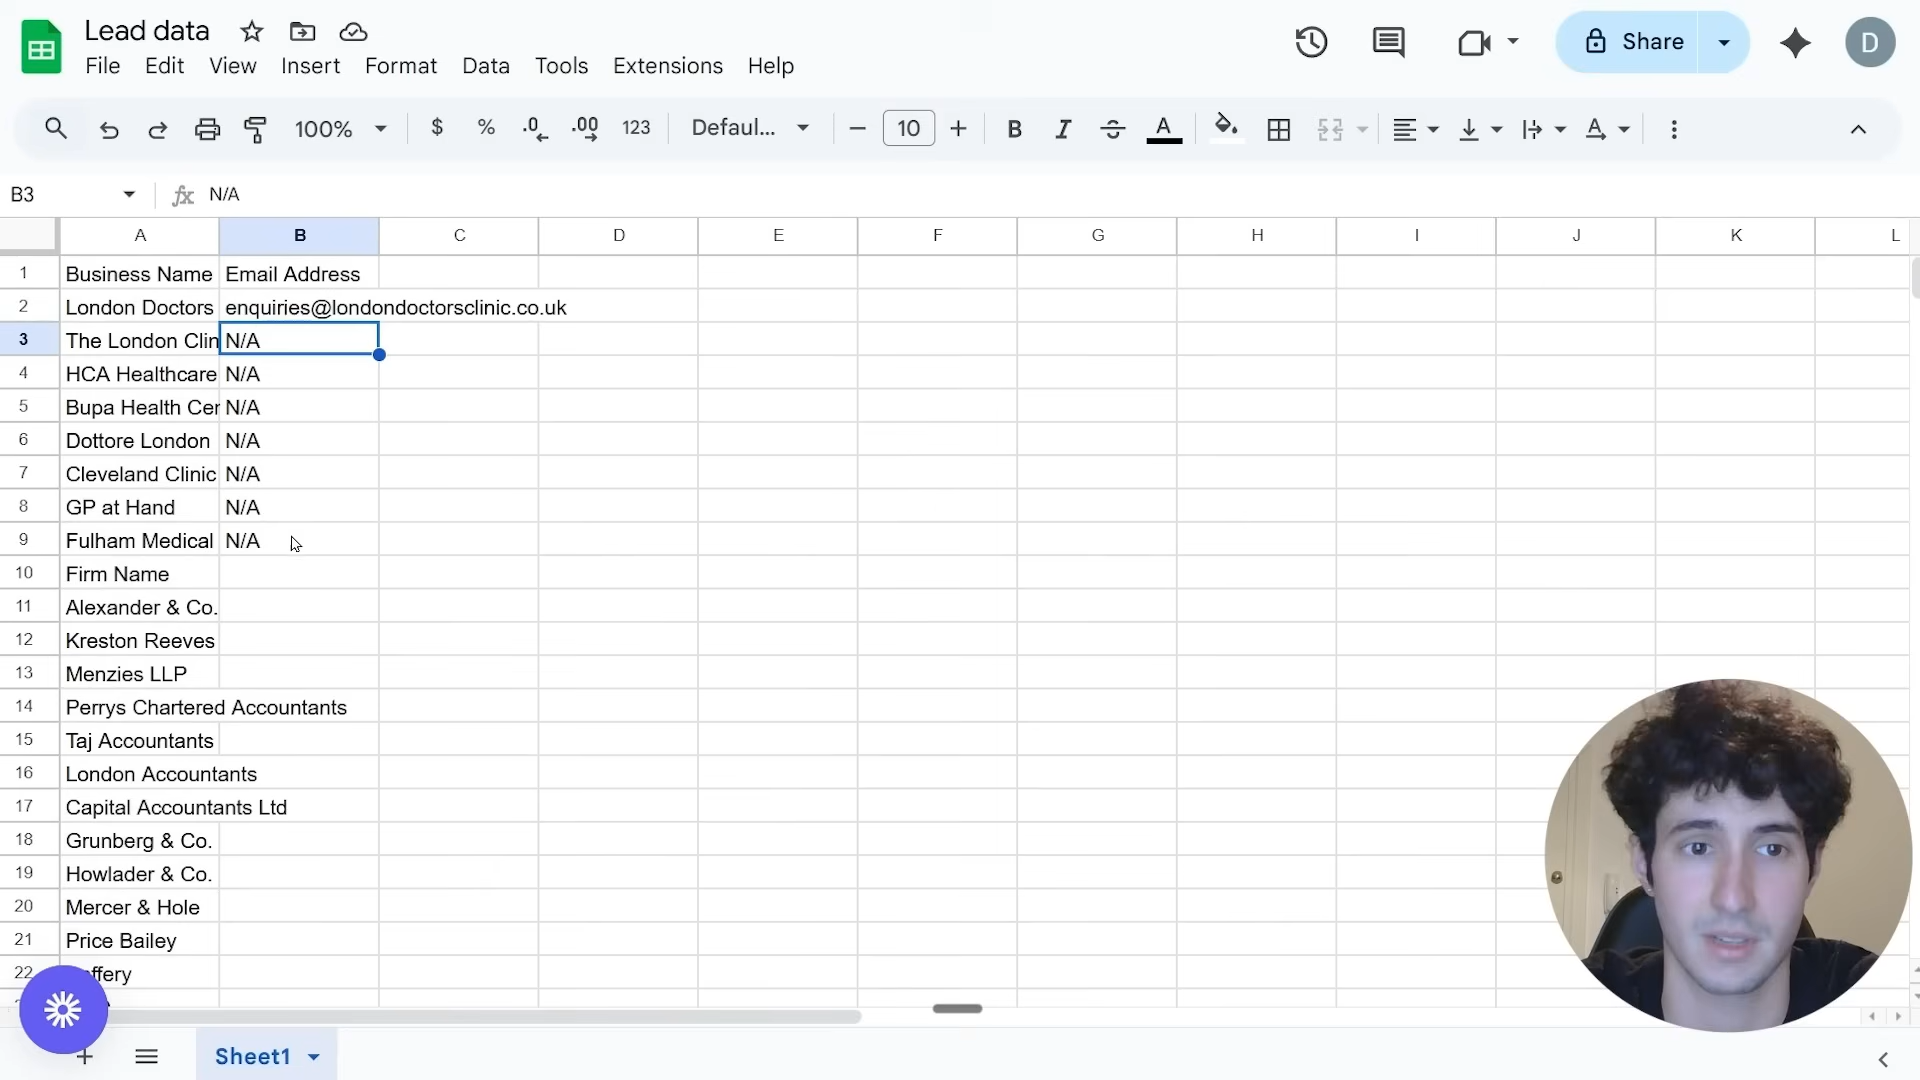 Lead data
File Edit View Insert Format Data Tools Extensions Help
Share
D
100% $ % .0 .00 123 Defaul... 10 B I A A
B3 fx N/A
A B C D E F G H I J K L
1 Business Name Email Address
2 London Doctors enquiries@londondoctorsclinic.co.uk
3 The London Clin N/A
4 HCA Healthcare N/A
5 Bupa Health Cer N/A
6 Dottore London N/A
7 Cleveland Clinic N/A
8 GP at Hand N/A
9 Fulham Medical N/A
10 Firm Name
11 Alexander & Co.
12 Kreston Reeves
13 Menzies LLP
14 Perrys Chartered Accountants
15 Taj Accountants
16 London Accountants
17 Capital Accountants Ltd
18 Grunberg & Co.
19 Howlader & Co.
20 Mercer & Hole
21 Price Bailey
22 ffery
Sheet1